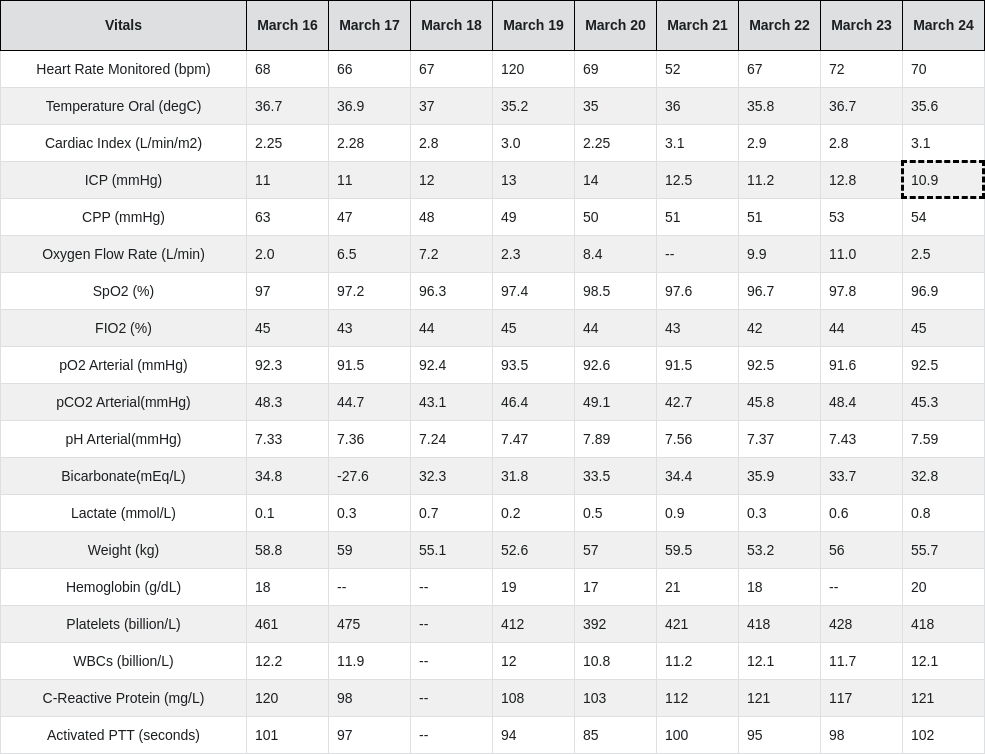 Vitals March 16 March 17 March 18 March 19 March 20 March 21 March 22 March 23 March 24
Heart Rate Monitored (bpm) 68 66 67 120 69 52 67 72 70
Temperature Oral (degC) 36.7 36.9 37 35.2 35 36 35.8 36.7 35.6
Cardiac Index (L/min/m2) 2.25 2.28 2.8 3.0 2.25 3.1 2.9 2.8 3.1
ICP (mmHg) 11 11 12 13 14 12.5 11.2 12.8 10.9
CPP (mmHg) 63 47 48 49 50 51 51 53 54
Oxygen Flow Rate (L/min) 2.0 6.5 7.2 2.3 8.4 -- 9.9 11.0 2.5
SpO2 (%) 97 97.2 96.3 97.4 98.5 97.6 96.7 97.8 96.9
FIO2 (%) 45 43 44 45 44 43 42 44 45
pO2 Arterial (mmHg) 92.3 91.5 92.4 93.5 92.6 91.5 92.5 91.6 92.5
pCO2 Arterial(mmHg) 48.3 44.7 43.1 46.4 49.1 42.7 45.8 48.4 45.3
pH Arterial(mmHg) 7.33 7.36 7.24 7.47 7.89 7.56 7.37 7.43 7.59
Bicarbonate(mEq/L) 34.8 -27.6 32.3 31.8 33.5 34.4 35.9 33.7 32.8
Lactate (mmol/L) 0.1 0.3 0.7 0.2 0.5 0.9 0.3 0.6 0.8
Weight (kg) 58.8 59 55.1 52.6 57 59.5 53.2 56 55.7
Hemoglobin (g/dL) 18 -- -- 19 17 21 18 -- 20
Platelets (billion/L) 461 475 -- 412 392 421 418 428 418
WBCs (billion/L) 12.2 11.9 -- 12 10.8 11.2 12.1 11.7 12.1
C-Reactive Protein (mg/L) 120 98 -- 108 103 112 121 117 121
Activated PTT (seconds) 101 97 -- 94 85 100 95 98 102